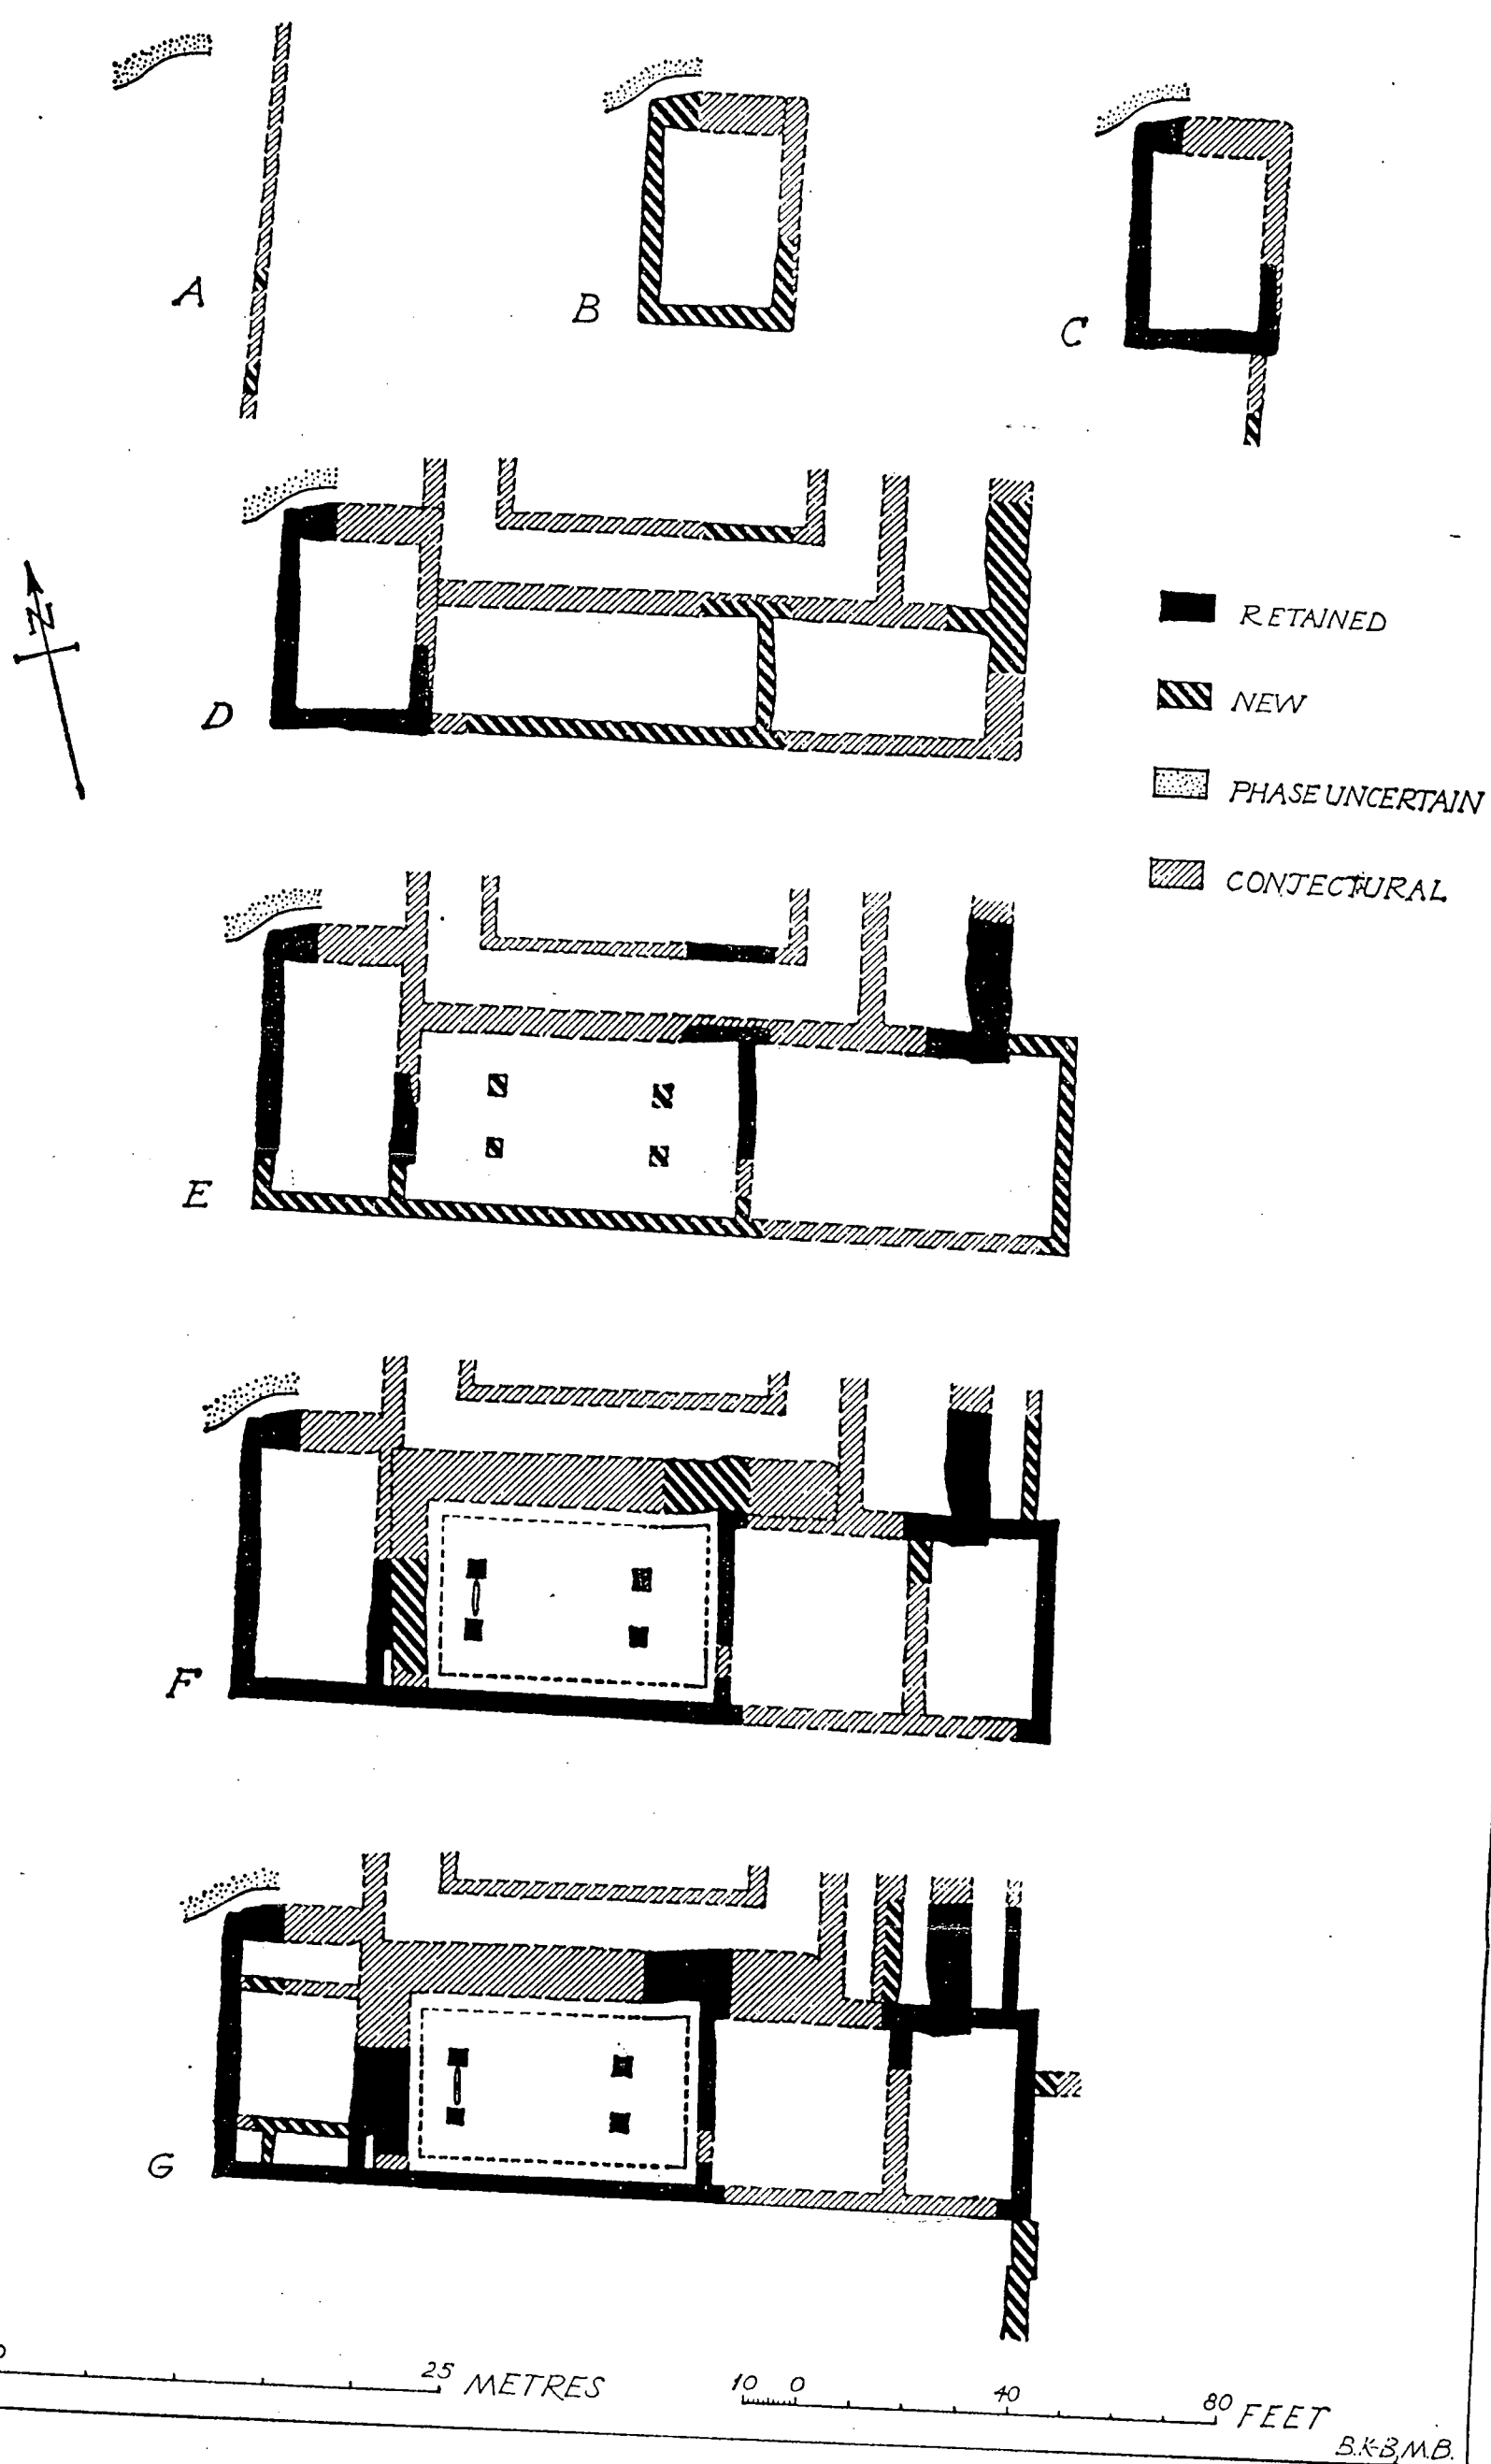 A
B
C
D
N
RETAINED
NEW
PHASE UNCERTAIN
CONJECTURAL
E
F
G
25 METRES
10 0 40 80 FEET
B.K-B, M.B.